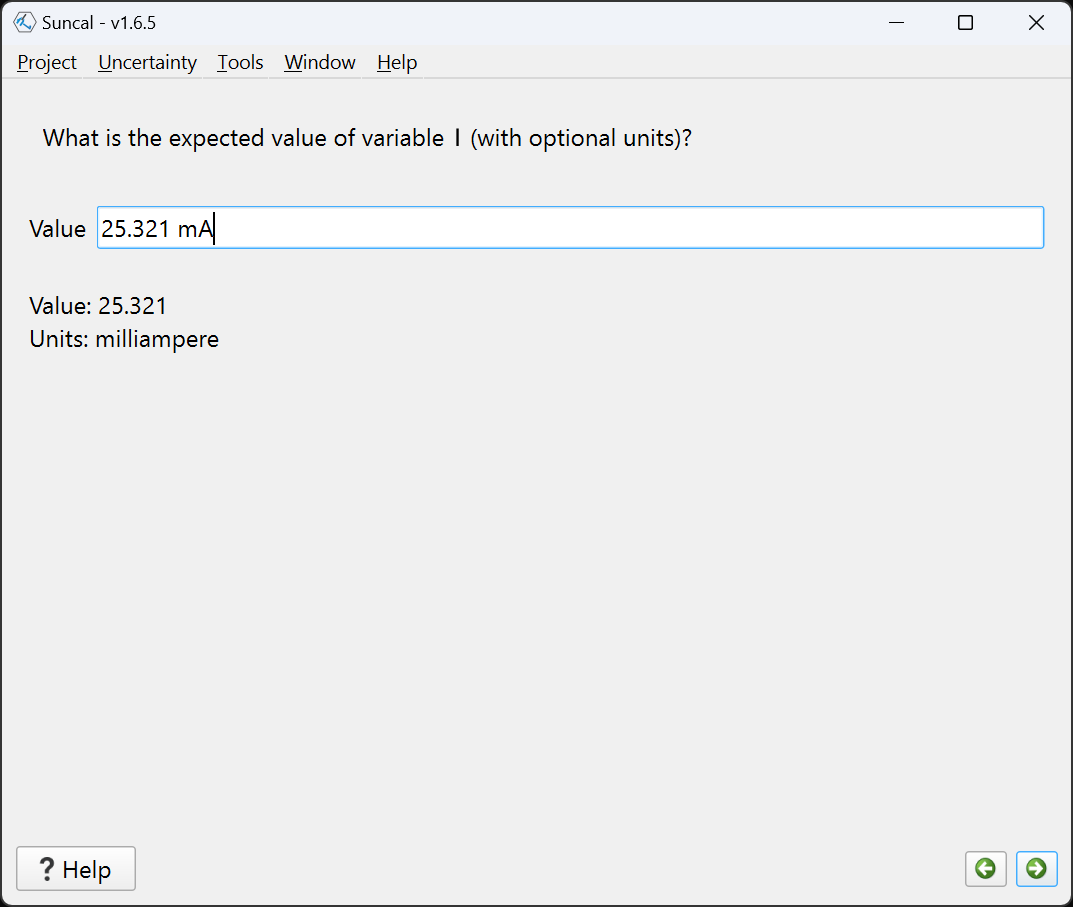 Suncal - v1.6.5
Project Uncertainty Tools Window Help
What is the expected value of variable I (with optional units)?
Value 25.321 mA
Value: 25.321
Units: milliampere
? Help